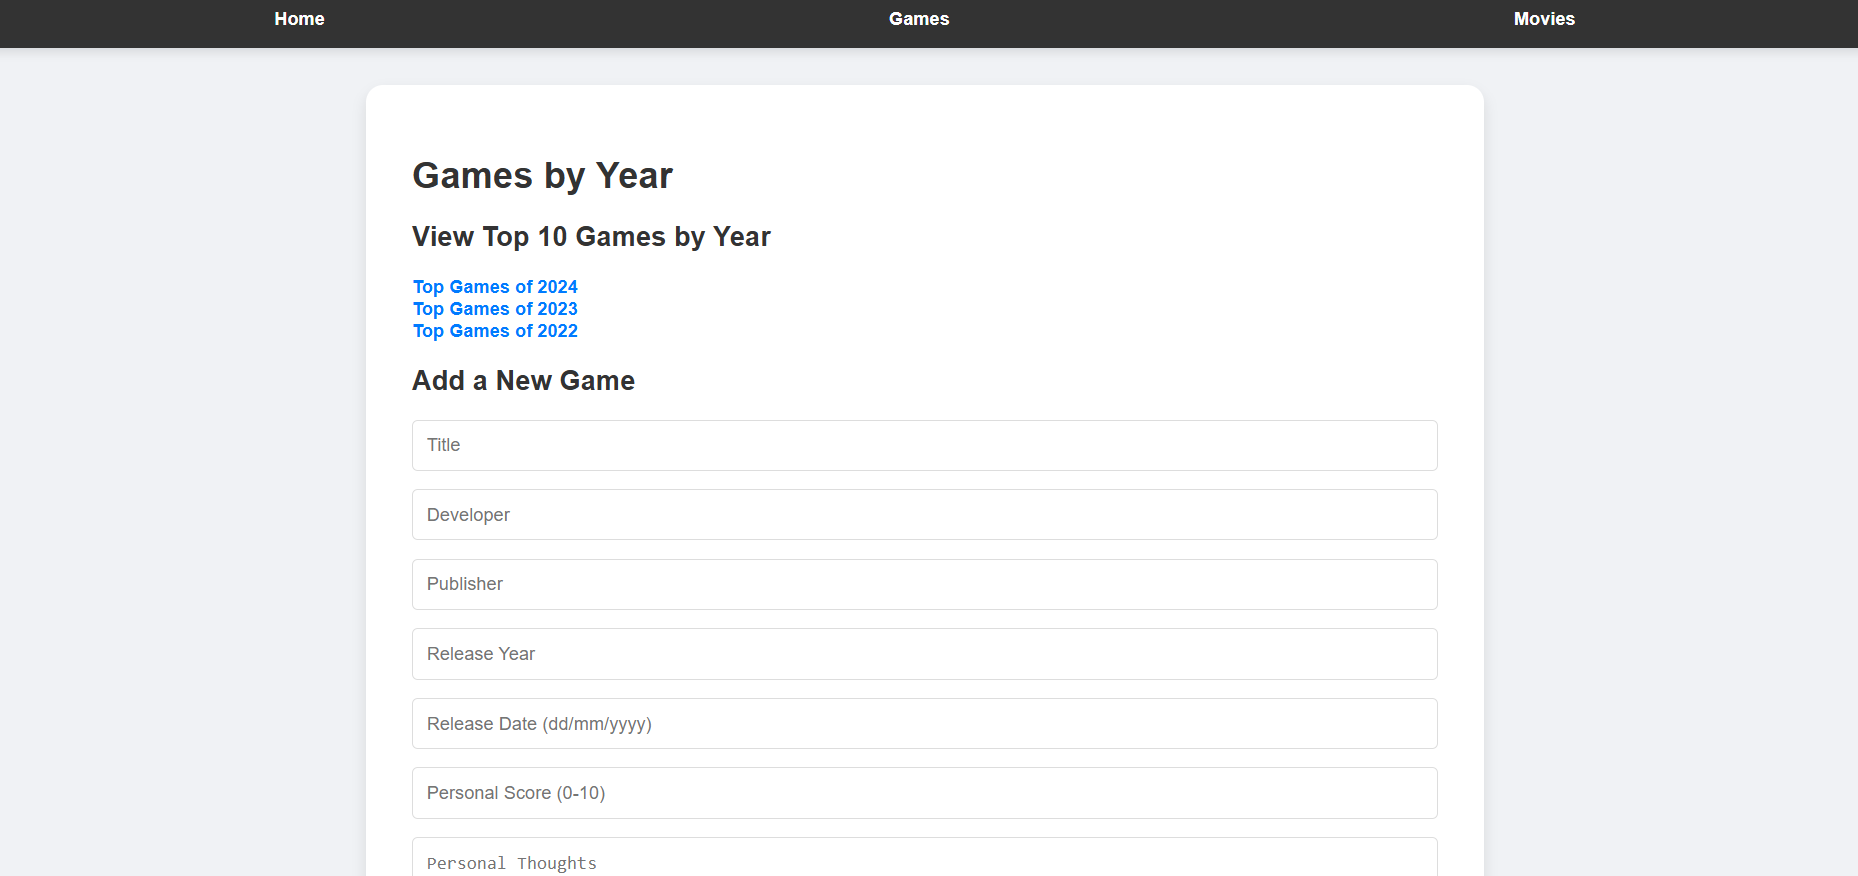 Home Games Movies
Games by Year
View Top 10 Games by Year
Top Games of 2024
Top Games of 2023
Top Games of 2022
Add a New Game
Title
Developer
Publisher
Release Year
Release Date (dd/mm/yyyy)
Personal Score (0-10)
Personal Thoughts